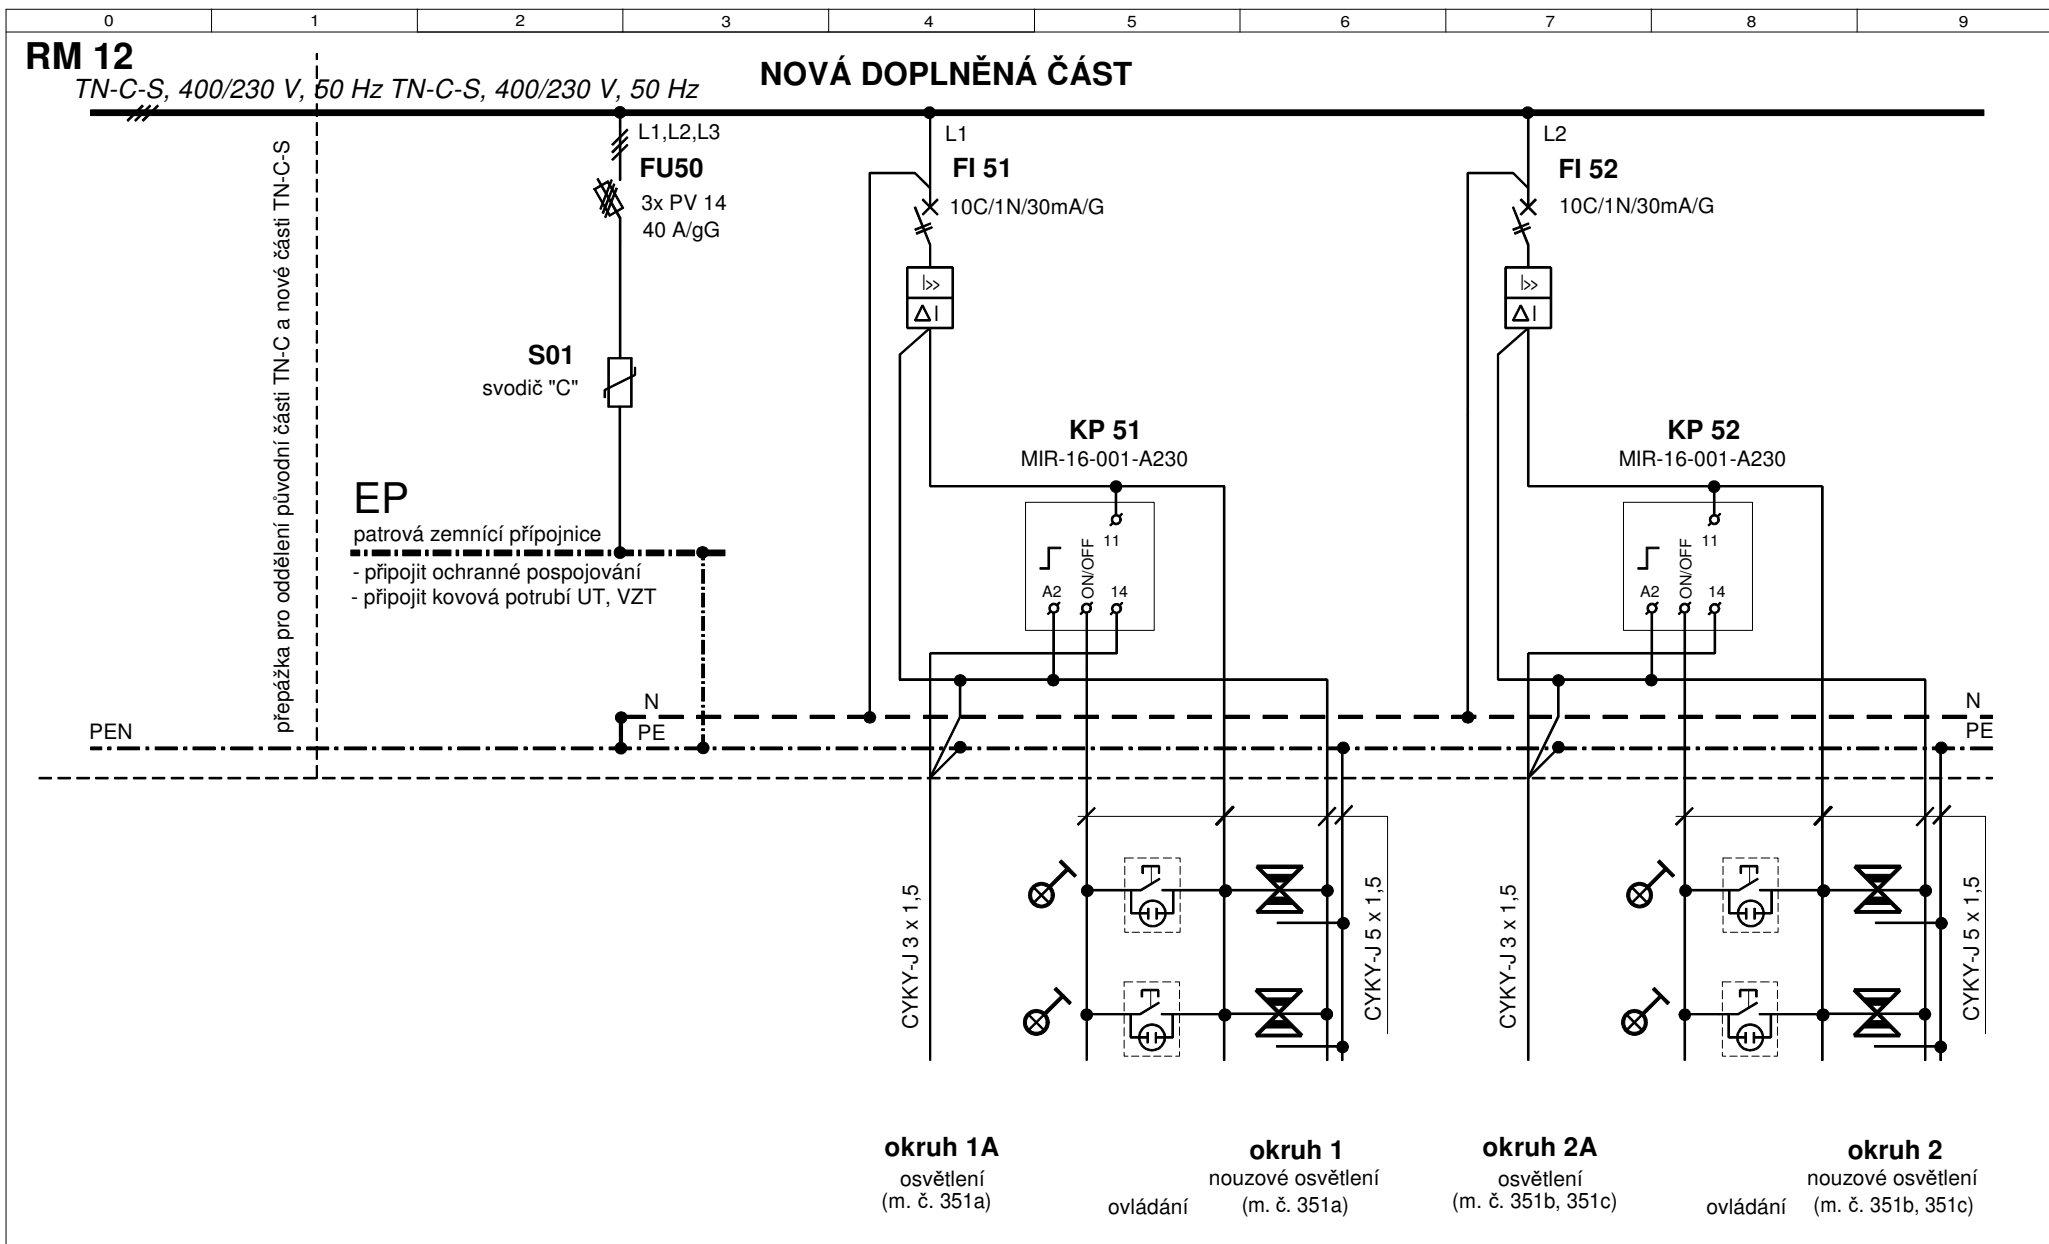 0 1 2 3 4 5 6 7 8 9
RM 12
NOVÁ DOPLNĚNÁ ČÁST
TN-C-S, 400/230 V, 50 Hz TN-C-S, 400/230 V, 50 Hz
přepážka pro oddělení původní části TN-C a nové části TN-C-S
L1,L2,L3
FU50
3x PV 14
40 A/gG
S01
svodič "C"
EP
patrová zemnící přípojnice
- připojit ochranné pospojování
- připojit kovová potrubí UT, VZT
L1
FI 51
10C/1N/30mA/G
I>>
Δ I
KP 51
MIR-16-001-A230
11
ON/OFF
A2
14
L2
FI 52
10C/1N/30mA/G
I>>
Δ I
KP 52
MIR-16-001-A230
11
ON/OFF
A2
14
N
PE
PEN
N
PE
CYKY-J 3 x 1,5
CYKY-J 5 x 1,5
CYKY-J 3 x 1,5
CYKY-J 5 x 1,5
okruh 1A
osvětlení
(m. č. 351a)
ovládání
okruh 1
nouzové osvětlení
(m. č. 351a)
okruh 2A
osvětlení
(m. č. 351b, 351c)
ovládání
okruh 2
nouzové osvětlení
(m. č. 351b, 351c)